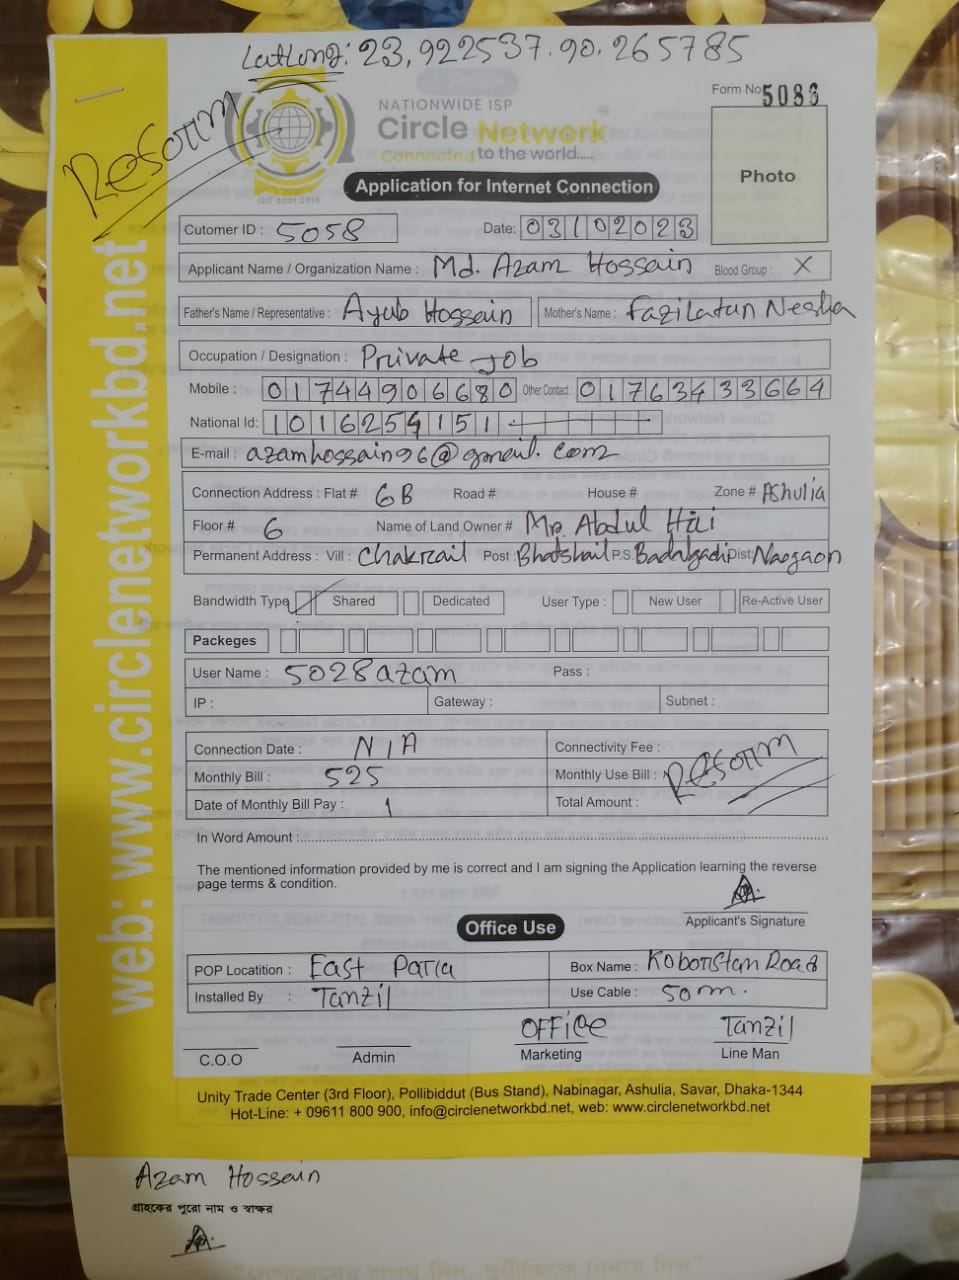 LatLong: 23,922537.90.265785
Resorm
NATIONWIDE ISP
Circle Network
Connected to the world.....
ISO 9001:2015
Form No 5083
Photo
Application for Internet Connection
Cutomer ID : 5058 Date: 03102023
Applicant Name / Organization Name : Md. Azam Hossain Blood Group : X
Father's Name / Representative : Ayub Hossain Mother's Name : Fazilatun Nesha
Occupation / Designation : Private Job
Mobile : 01744906680 Other Contact : 01763433664
National Id: 1016254151
E-mail : azamhossain96@gmail.com
Connection Address : Flat # 6B Road # House # Zone # Ashulia
Floor # 6 Name of Land Owner # Mr. Abdul Hai
Permanent Address : Vill : Chakrail Post : Bhatshail P.S Badalgachi Dist: Naogaon
Bandwidth Type Shared Dedicated User Type : New User Re-Active User
Packeges
User Name : 5028azam Pass :
IP : Gateway : Subnet :
Connection Date : N/A Connectivity Fee :
Monthly Bill : 525 Monthly Use Bill : Resorm
Date of Monthly Bill Pay : 1 Total Amount :
In Word Amount :
The mentioned information provided by me is correct and I am signing the Application learning the reverse
page terms & condition.
Applicant's Signature
Office Use
POP Locatition : East Paria Box Name : Kobonstan Road
Installed By : Tanzil Use Cable : 50m.
OFFice Tanzil
C.O.O Admin Marketing Line Man
Unity Trade Center (3rd Floor), Pollibiddut (Bus Stand), Nabinagar, Ashulia, Savar, Dhaka-1344
Hot-Line: + 09611 800 900, info@circlenetworkbd.net, web: www.circlenetworkbd.net
web: www.circlenetworkbd.net
Azam Hossain
গ্রাহকের পুরো নাম ও স্বাক্ষর